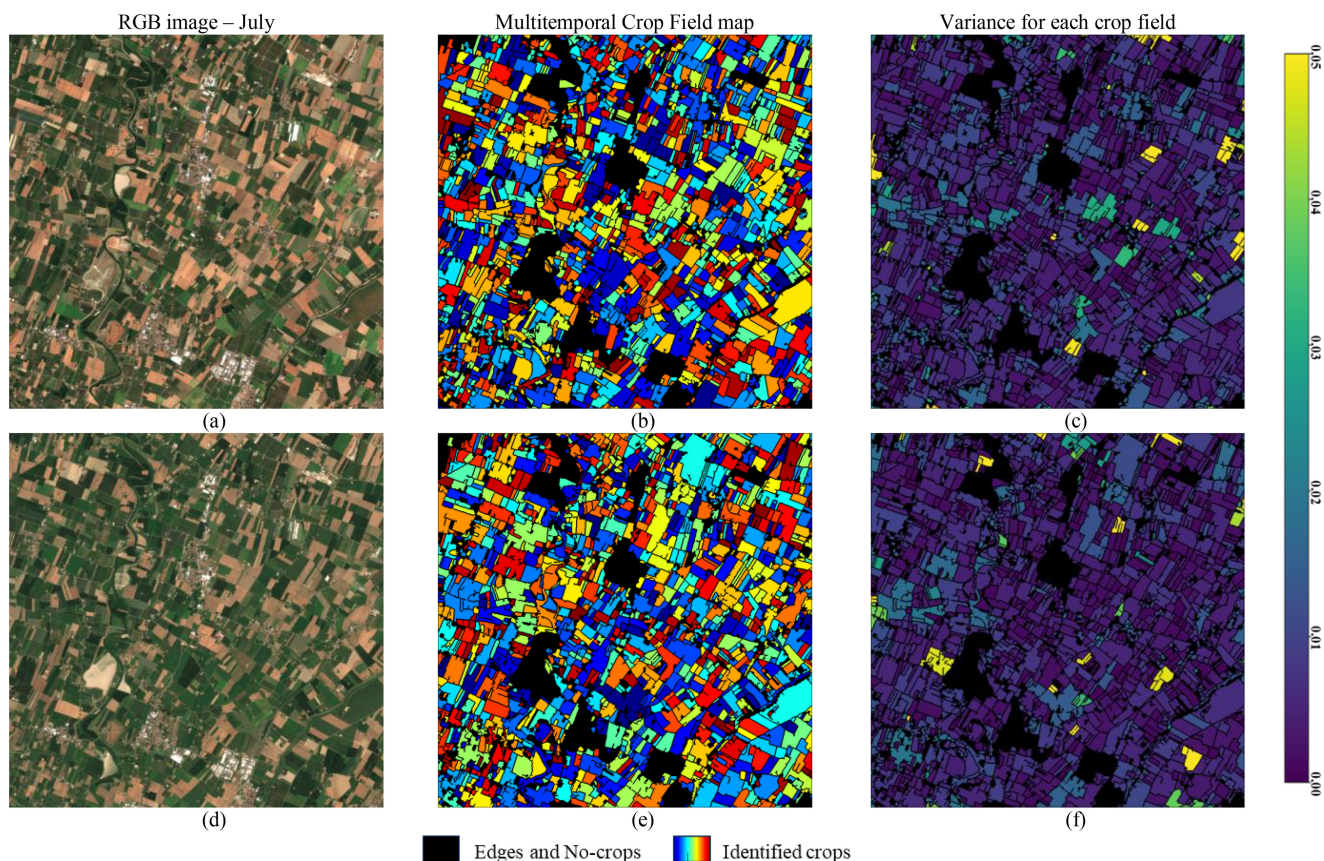 RGB image – July
Multitemporal Crop Field map
Variance for each crop field
0,05
0,04
0,03
0,02
0,01
0,00
(a)
(b)
(c)
(d)
(e)
(f)
Edges and No-crops
Identified crops